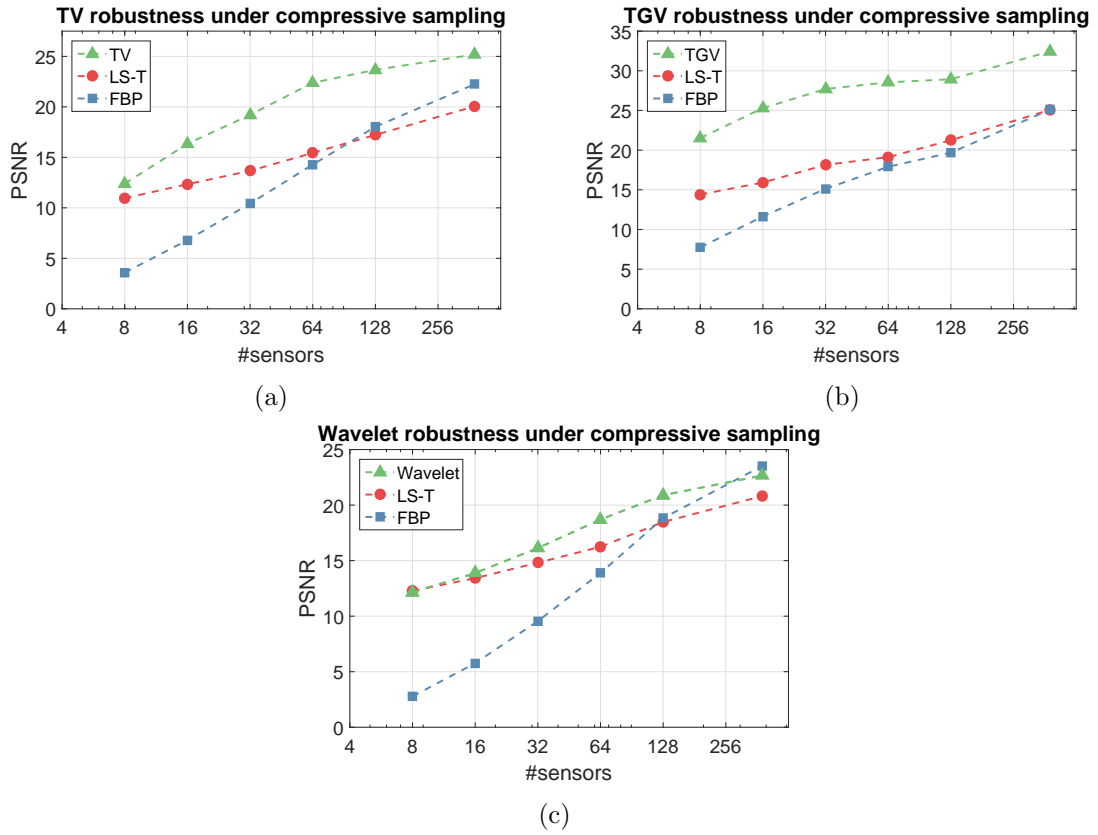 TV robustness under compressive sampling
25
20
15
10
5
0
PSNR
TV
LS-T
FBP
4 8 16 32 64 128 256
#sensors
(a)
TGV robustness under compressive sampling
35
30
25
20
15
10
5
0
PSNR
TGV
LS-T
FBP
4 8 16 32 64 128 256
#sensors
(b)
Wavelet robustness under compressive sampling
25
20
15
10
5
0
PSNR
Wavelet
LS-T
FBP
4 8 16 32 64 128 256
#sensors
(c)